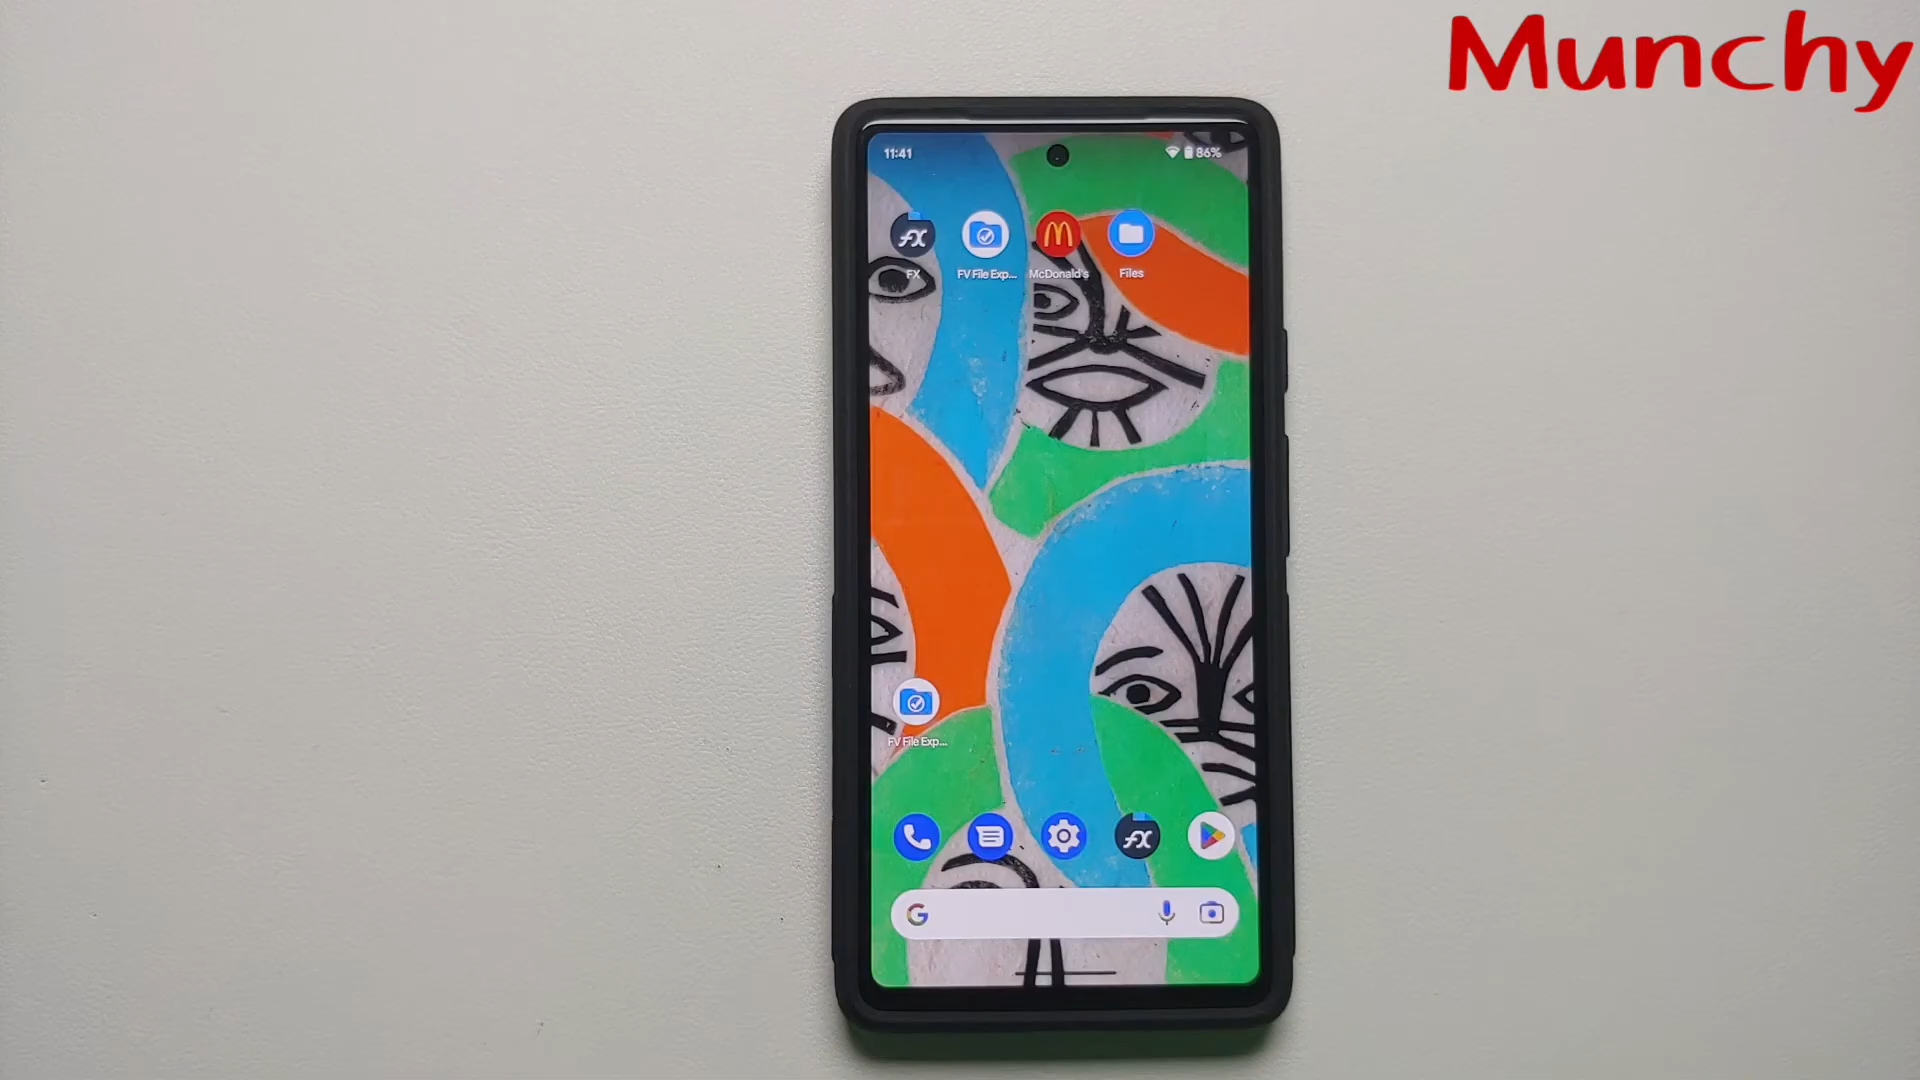 Munchy
11:41
86%
FX
FV File Exp...
McDonald's
Files
FV File Exp...